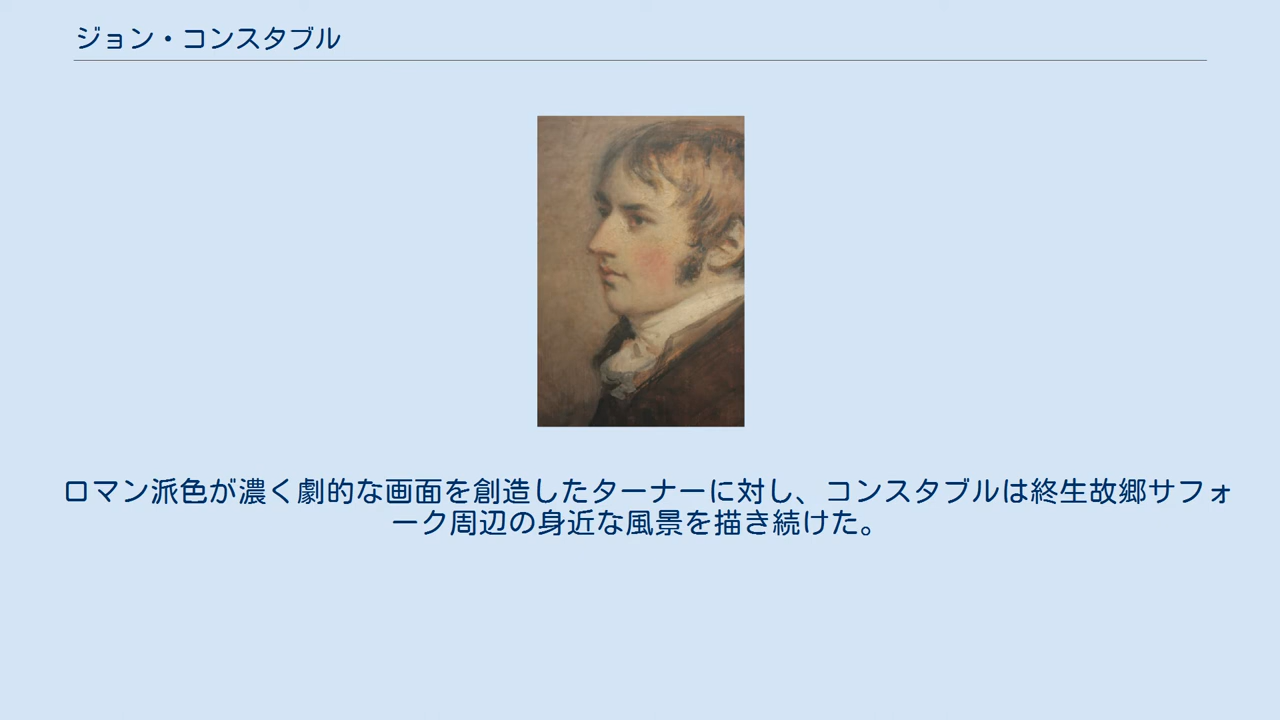 ジョン・コンスタブル
ロマン派色が濃く劇的な画面を創造したターナーに対し、コンスタブルは終生故郷サフォ
ーク周辺の身近な風景を描き続けた。